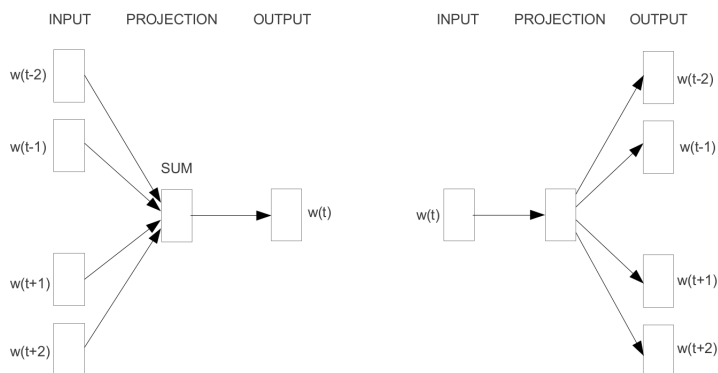 INPUT PROJECTION OUTPUT
w(t-2)
w(t-1)
SUM
w(t)
w(t+1)
w(t+2)
INPUT PROJECTION OUTPUT
w(t-2)
w(t-1)
w(t)
w(t+1)
w(t+2)